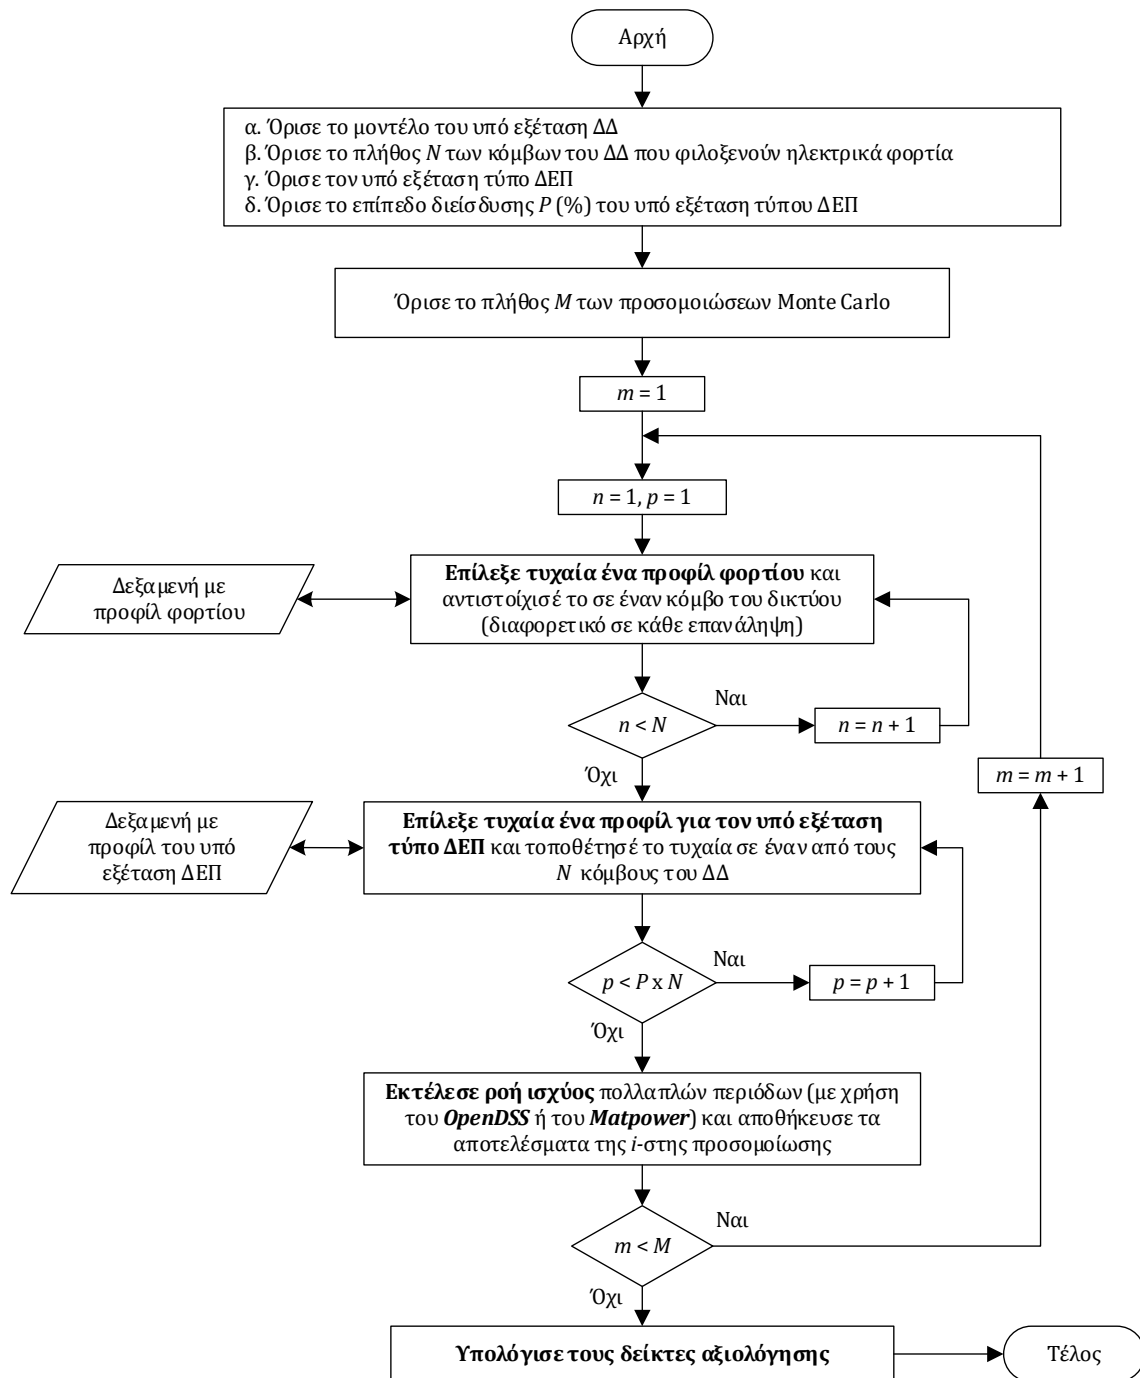 Αρχή
α. Όρισε το μοντέλο του υπό εξέταση ΔΔ
β. Όρισε το πλήθος N των κόμβων του ΔΔ που φιλοξενούν ηλεκτρικά φορτία
γ. Όρισε τον υπό εξέταση τύπο ΔΕΠ
δ. Όρισε το επίπεδο διείσδυσης P (%) του υπό εξέταση τύπου ΔΕΠ
Όρισε το πλήθος M των προσομοιώσεων Monte Carlo
m = 1
n = 1, p = 1
Επίλεξε τυχαία ένα προφίλ φορτίου και
αντιστοίχισέ το σε έναν κόμβο του δικτύου
(διαφορετικό σε κάθε επανάληψη)
Δεξαμενή με
προφίλ φορτίου
n < N
Ναι
n = n + 1
Όχι
m = m + 1
Επίλεξε τυχαία ένα προφίλ για τον υπό εξέταση
τύπο ΔΕΠ και τοποθέτησέ το τυχαία σε έναν από τους
N κόμβους του ΔΔ
Δεξαμενή με
προφίλ του υπό
εξέταση ΔΕΠ
p < P x N
Ναι
p = p + 1
Όχι
Εκτέλεσε ροή ισχύος πολλαπλών περιόδων (με χρήση
του OpenDSS ή του Matpower) και αποθήκευσε τα
αποτελέσματα της i-στης προσομοίωσης
m < M
Ναι
Όχι
Υπολόγισε τους δείκτες αξιολόγησης
Τέλος